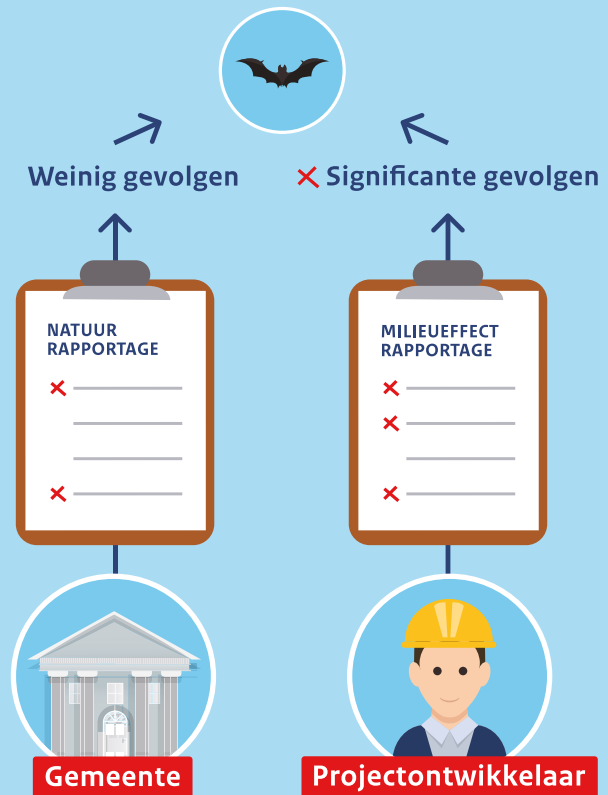 Weinig gevolgen
Significante gevolgen
NATUUR
RAPPORTAGE
MILIEUEFFECT
RAPPORTAGE
Gemeente
Projectontwikkelaar